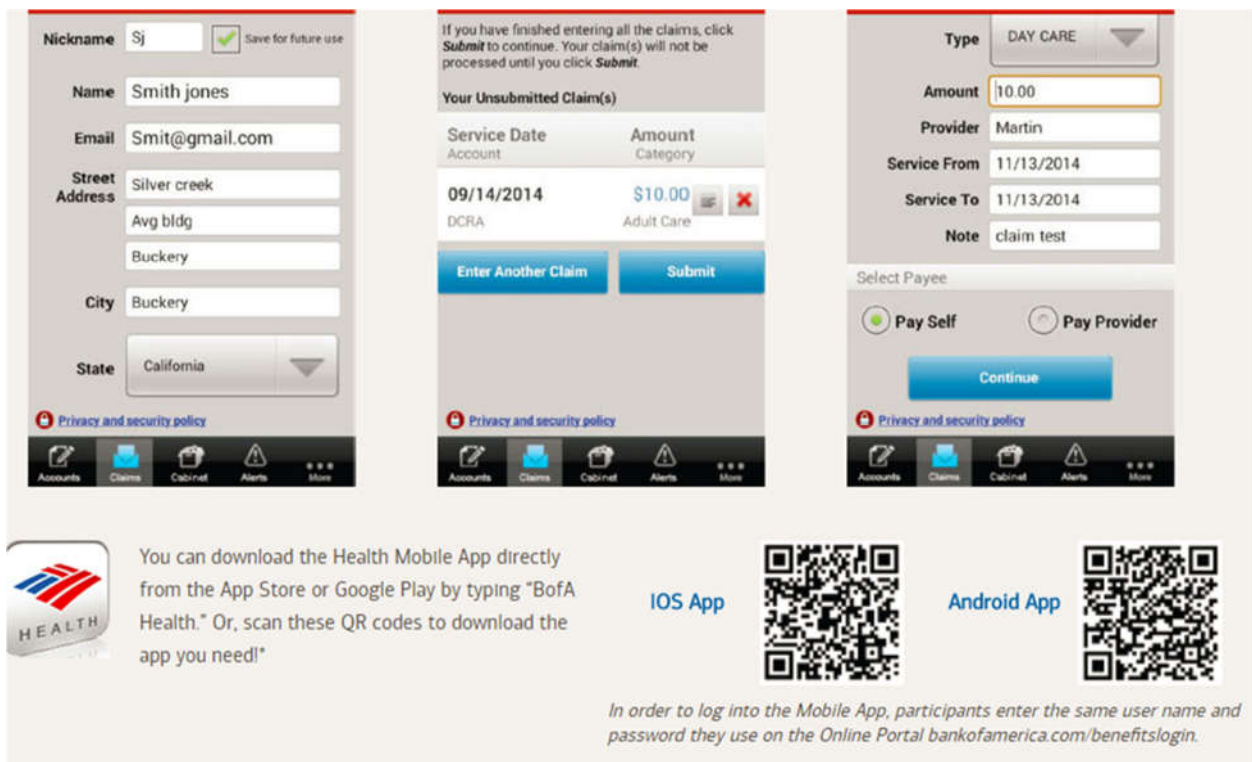 Nickname Sj Save for future use
Name Smith jones
Email Smit@gmail.com
Street Address Silver creek
Avg bldg
Buckery
City Buckery
State California
Privacy and security policy
Accounts Claims Cabinet Alerts More
If you have finished entering all the claims, click
Submit to continue. Your claim(s) will not be
processed until you click Submit.
Your Unsubmitted Claim(s)
Service Date Amount
Account Category
09/14/2014 $10.00
DCRA Adult Care
Enter Another Claim Submit
Privacy and security policy
Accounts Claims Cabinet Alerts More
Type DAY CARE
Amount 10.00
Provider Martin
Service From 11/13/2014
Service To 11/13/2014
Note claim test
Select Payee
Pay Self Pay Provider
Continue
Privacy and security policy
Accounts Claims Cabinet Alerts More
HEALTH
You can download the Health Mobile App directly
from the App Store or Google Play by typing "BofA
Health." Or, scan these QR codes to download the
app you need!*
IOS App
Android App
In order to log into the Mobile App, participants enter the same user name and
password they use on the Online Portal bankofamerica.com/benefitslogin.